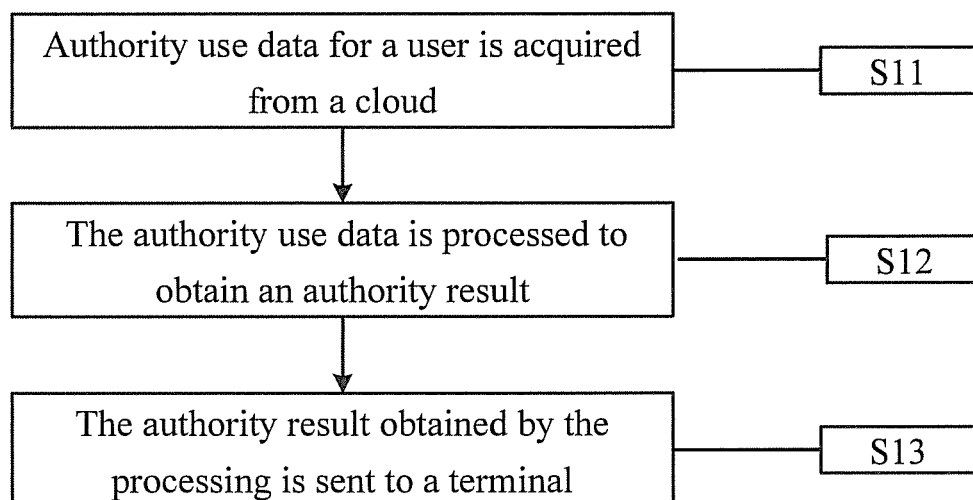 Authority use data for a user is acquired
from a cloud
S11
The authority use data is processed to
obtain an authority result
S12
The authority result obtained by the
processing is sent to a terminal
S13